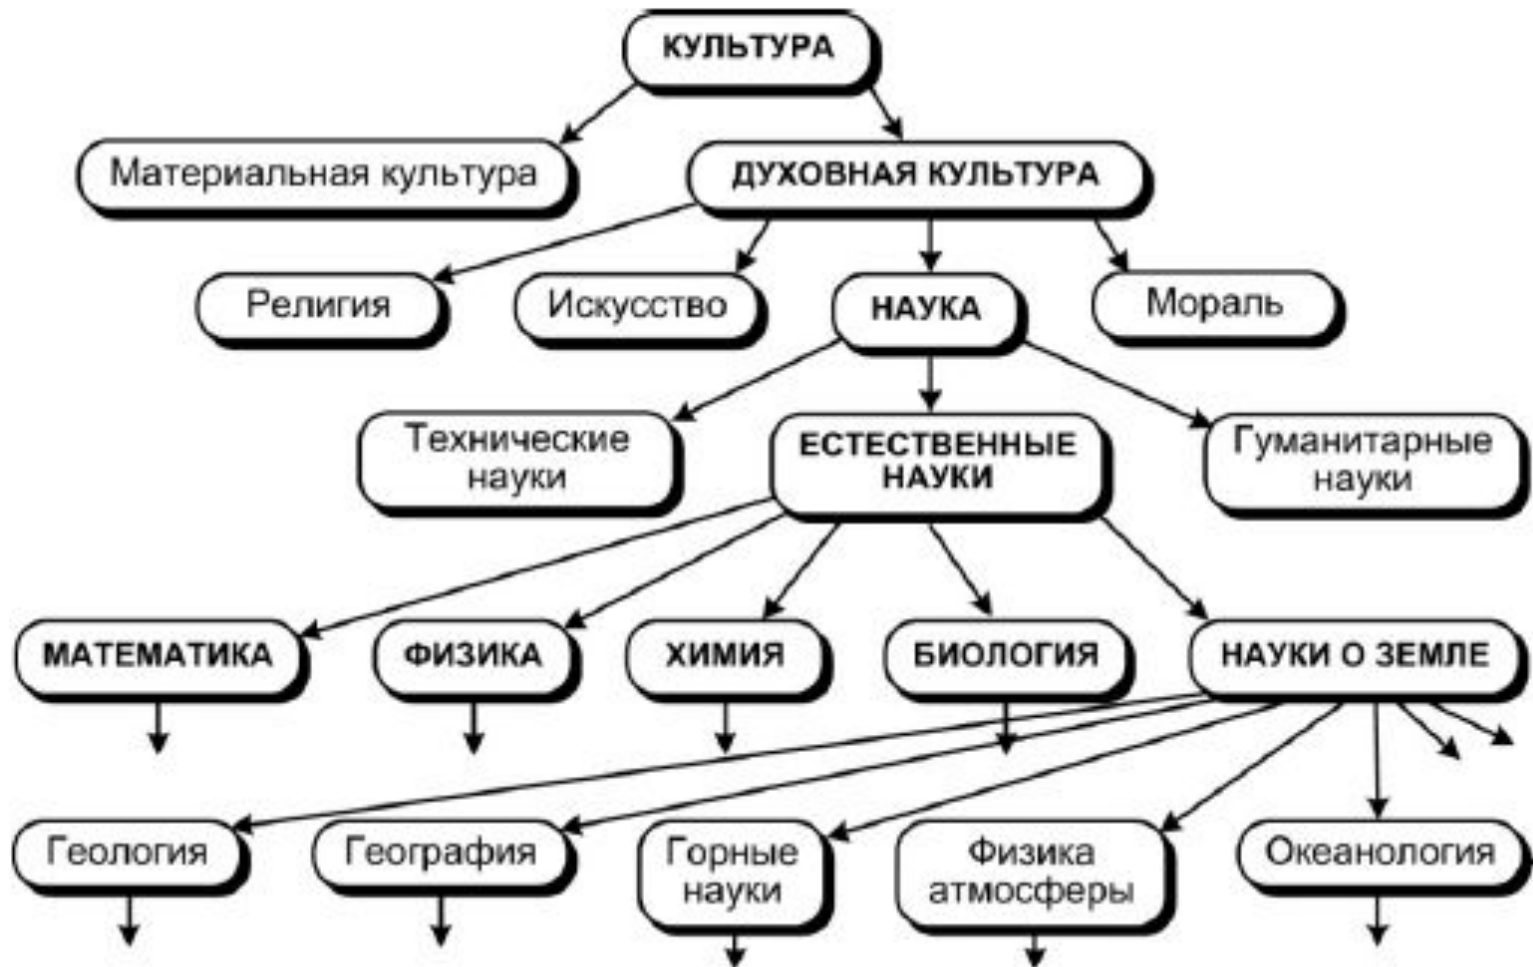 КУЛЬТУРА
Материальная культура
ДУХОВНАЯ КУЛЬТУРА
Религия
Искусство
НАУКА
Мораль
Технические
науки
ЕСТЕСТВЕННЫЕ
НАУКИ
Гуманитарные
науки
МАТЕМАТИКА
ФИЗИКА
ХИМИЯ
БИОЛОГИЯ
НАУКИ О ЗЕМЛЕ
Геология
География
Горные
науки
Физика
атмосферы
Океанология